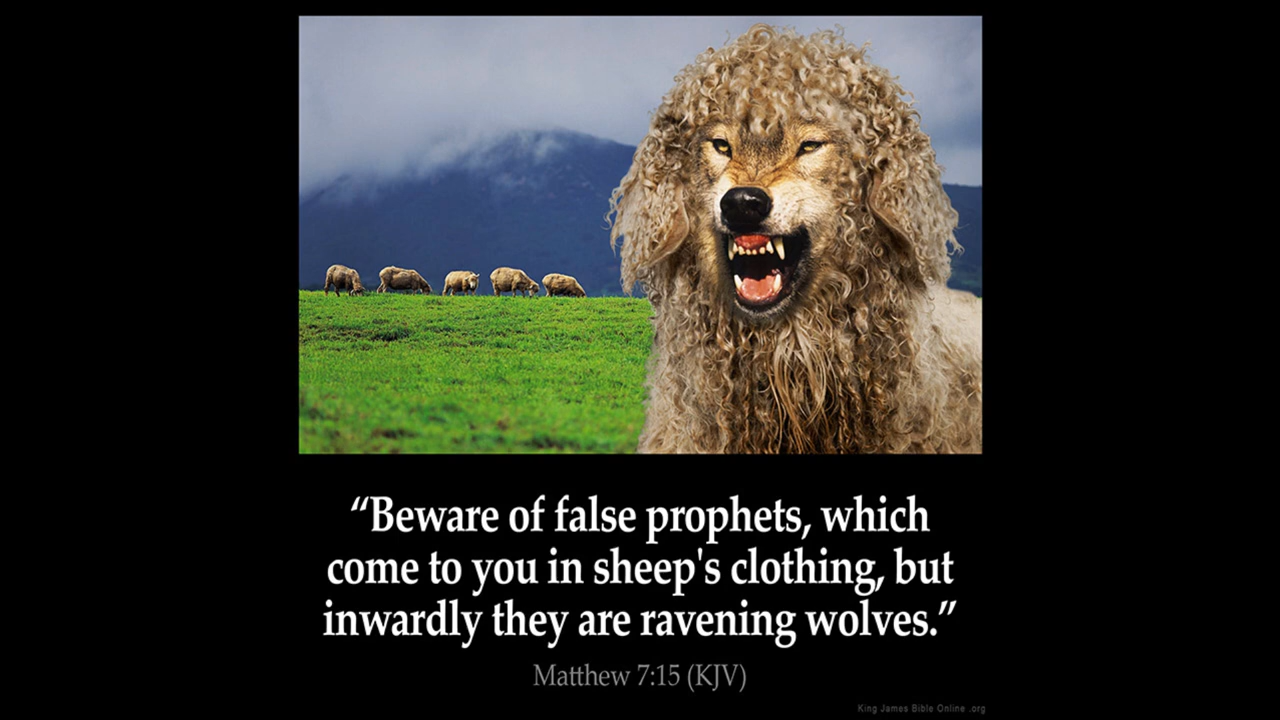 “Beware of false prophets, which
come to you in sheep's clothing, but
inwardly they are ravening wolves.”
Matthew 7:15 (KJV)
King James Bible Online .org